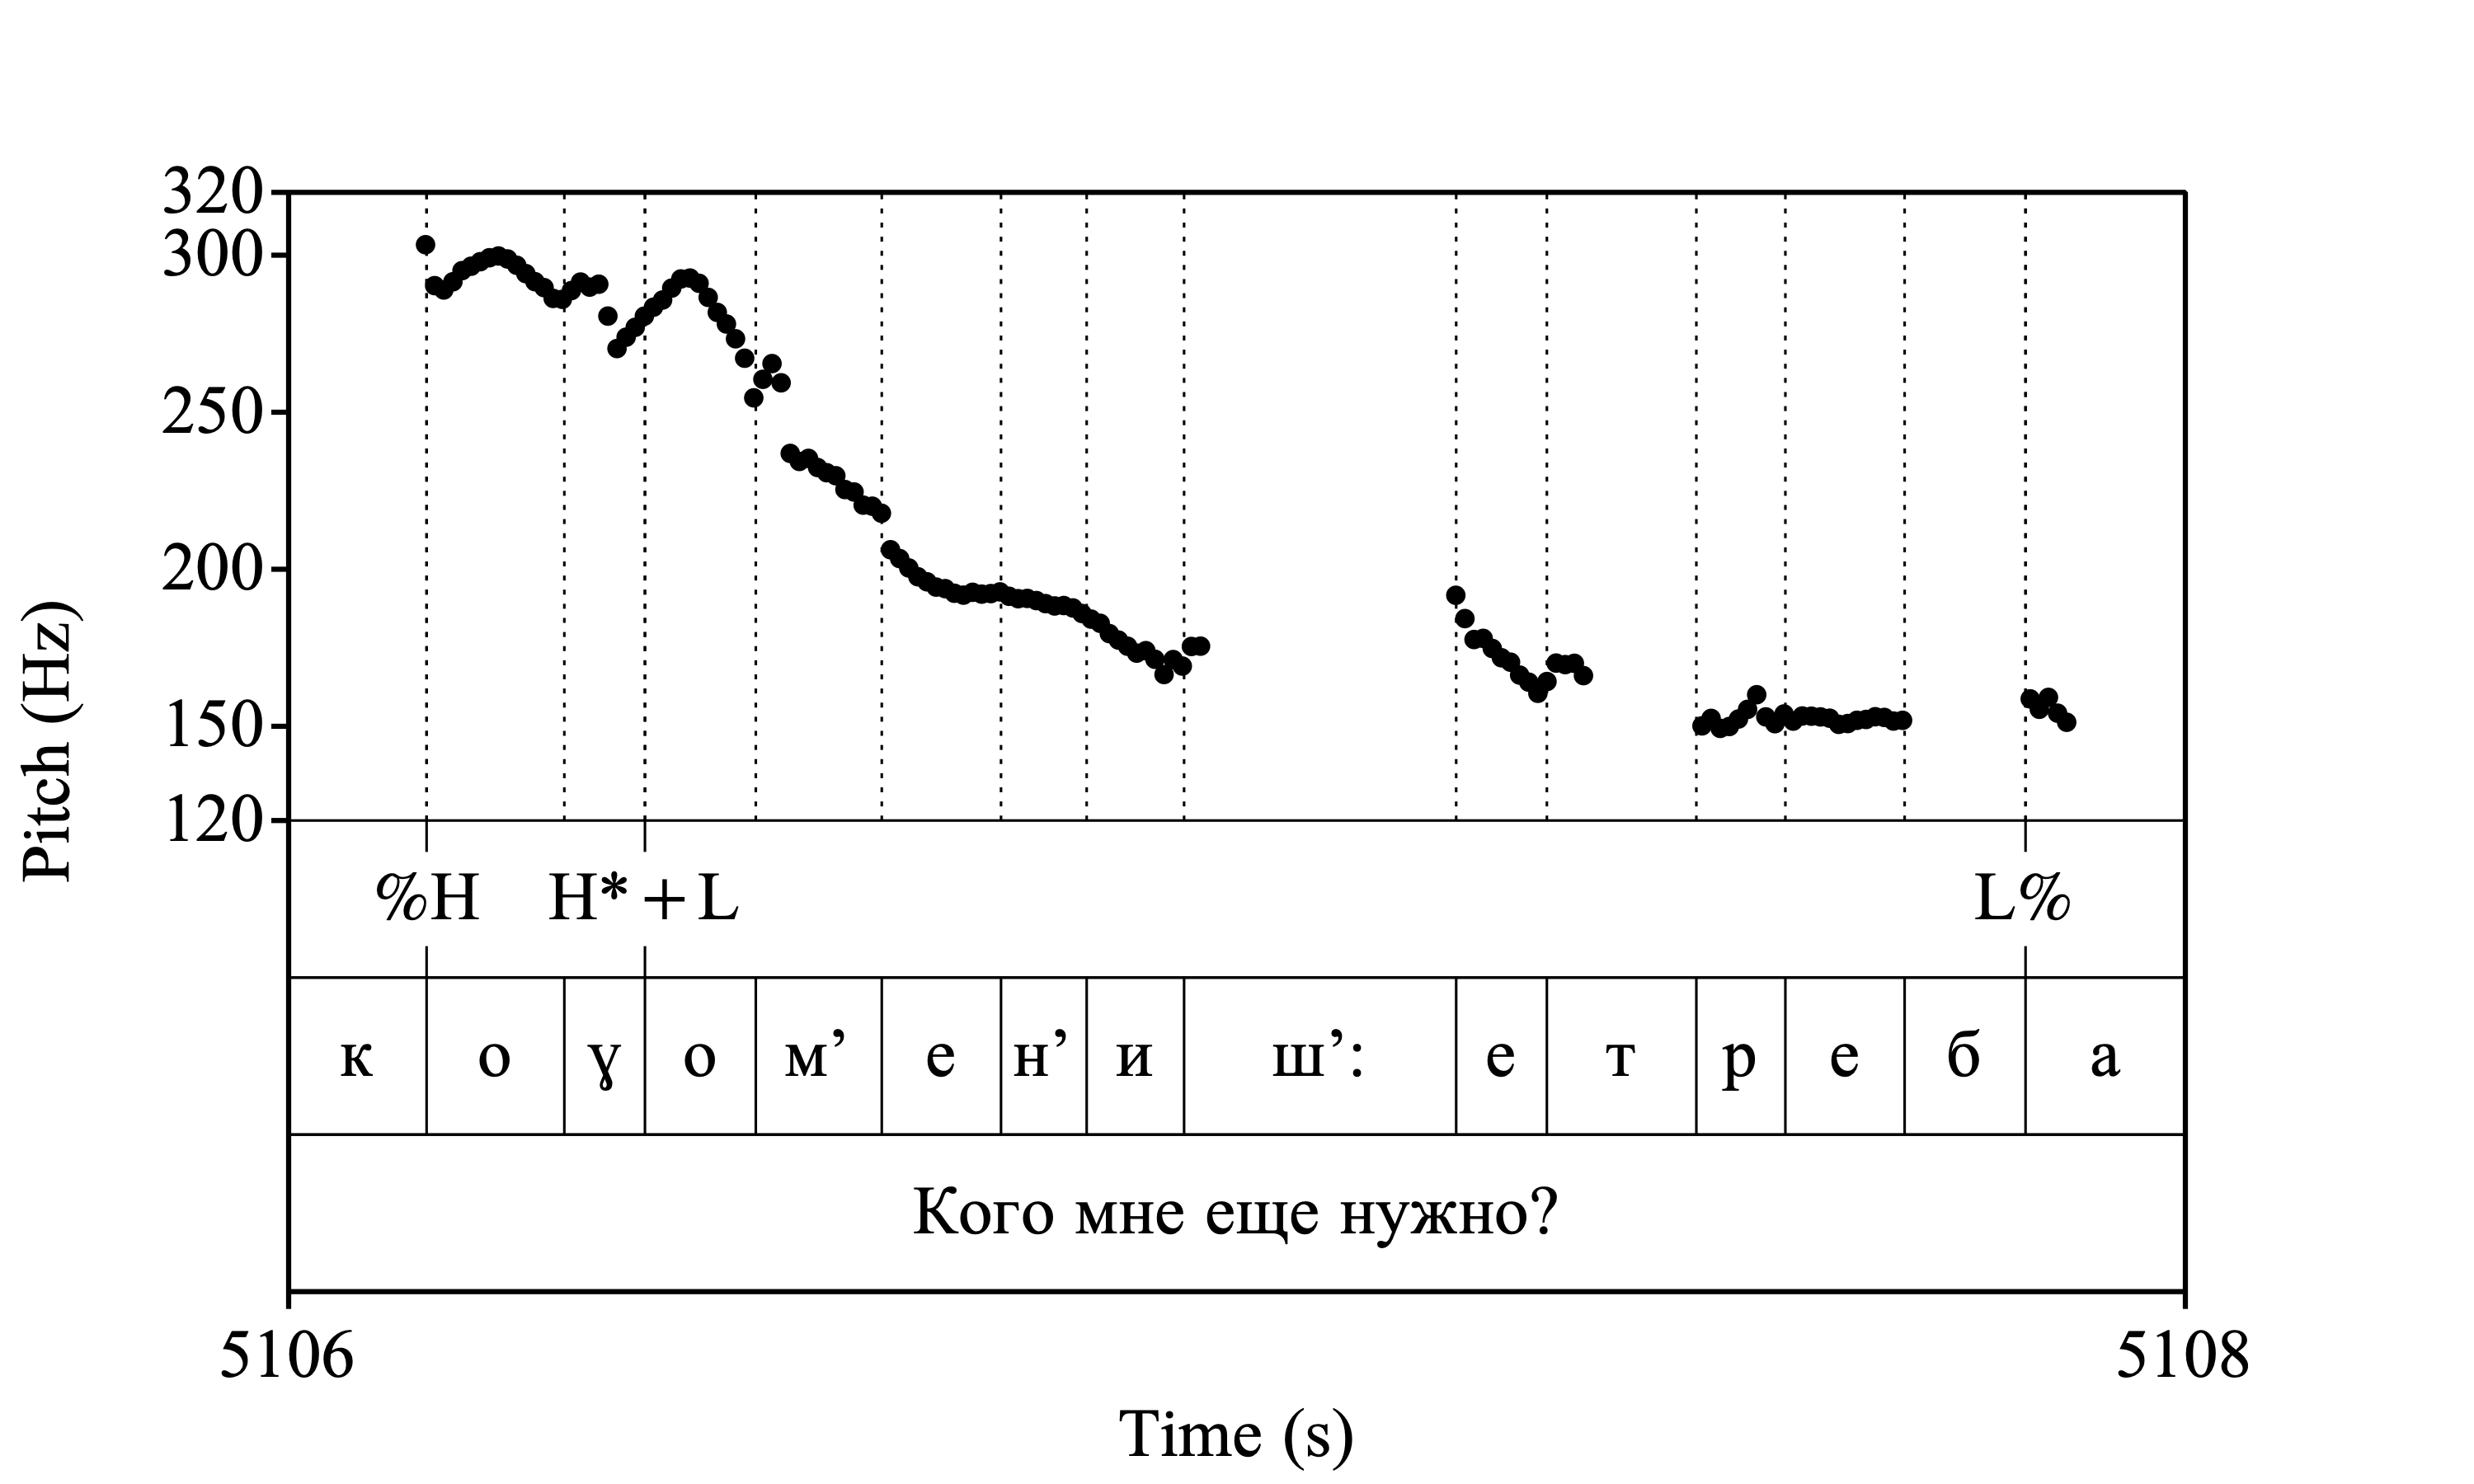 320
300
250
200
150
120
Pitch (Hz)
%H H*+L L%
к о ɣ о м’ е н’ и ш’: е т р е б а
Кого мне еще нужно?
5106 5108
Time (s)